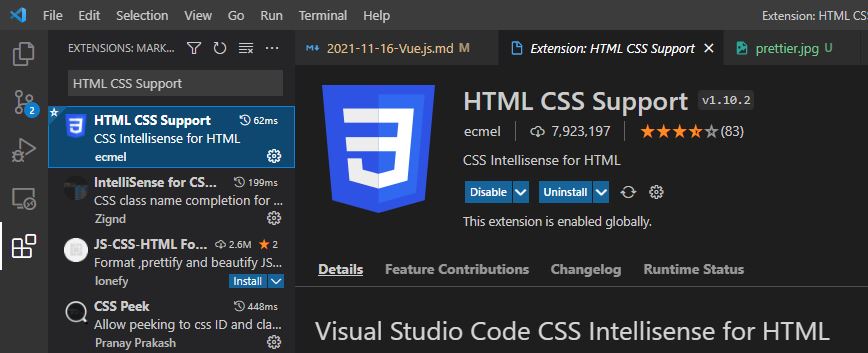 File Edit View Go Run Terminal Help Extension: HTML CSS
EXTENSIONS: MARK...
2021-11-16-Vue.js.md M
Extension: HTML CSS Support
prettier.jpg U
HTML CSS Support
2
HTML CSS Support 62ms
CSS Intellisense for HTML
ecmel
IntelliSense for CS... 199ms
CSS class name completion for ...
Zignd
JS-CSS-HTML Fo... 2.6M 2
Format ,prettify and beautify JS...
lonefy Install
CSS Peek 448ms
Allow peeking to css ID and cla...
Pranay Prakash
HTML CSS Support v1.10.2
ecmel 7,923,197 (83)
CSS Intellisense for HTML
Disable Uninstall
This extension is enabled globally.
Details Feature Contributions Changelog Runtime Status
Visual Studio Code CSS Intellisense for HTML